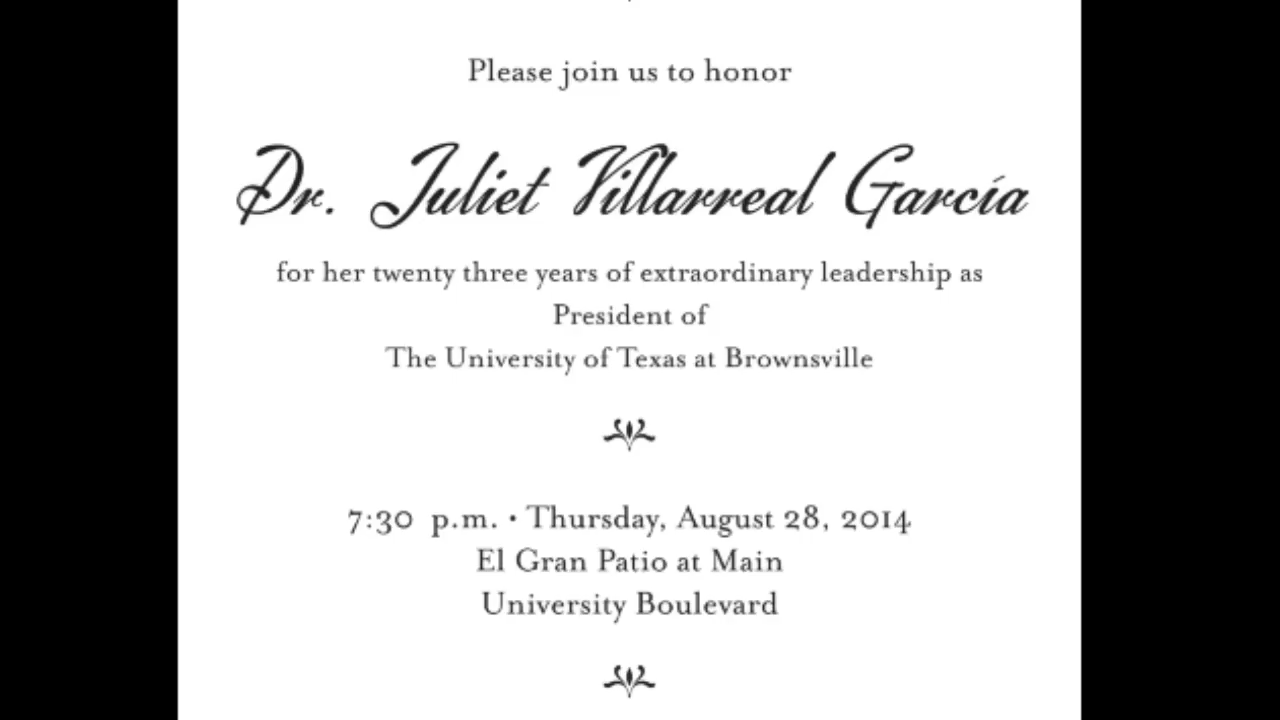 Please join us to honor
Dr. Juliet Villarreal García
for her twenty three years of extraordinary leadership as
President of
The University of Texas at Brownsville
7:30 p.m. • Thursday, August 28, 2014
El Gran Patio at Main
University Boulevard